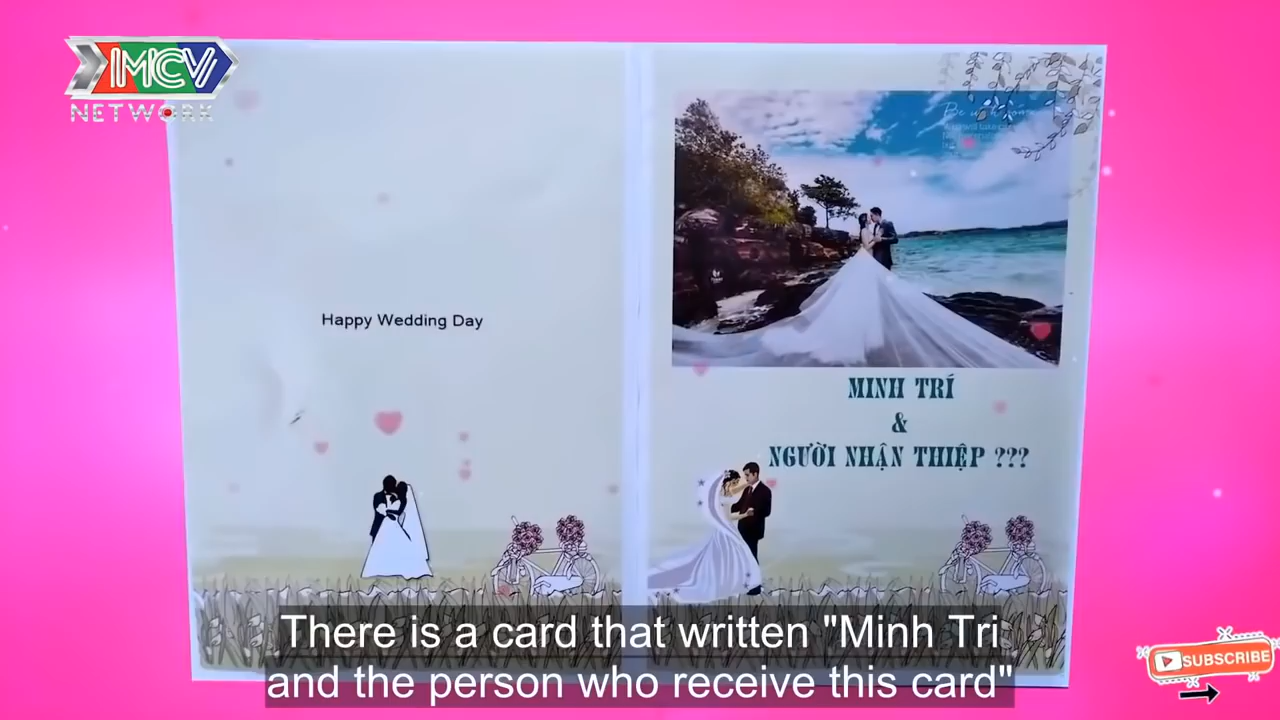 MCV
NETWORK
Happy Wedding Day
MINH TRÍ
&
NGƯỜI NHẬN THIỆP ???
There is a card that written "Minh Tri
and the person who receive this card"
SUBSCRIBE